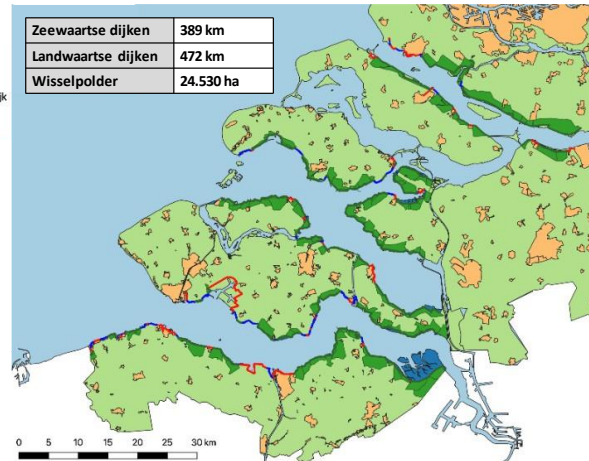 Zeewaartse dijken 389 km
Landwaartse dijken 472 km
Wisselpolder 24.530 ha
jk
0 5 10 15 20 30 km